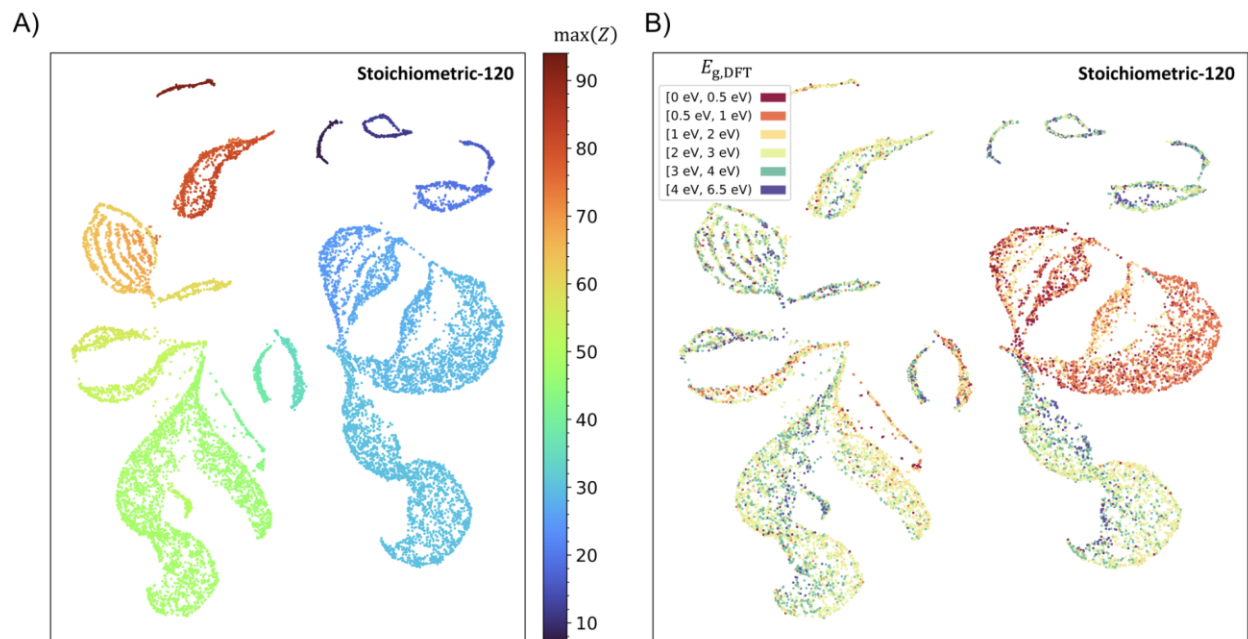 A)
max(Z)
Stoichiometric-120
90
80
70
60
50
40
30
20
10
B)
E_g,DFT
Stoichiometric-120
[0 eV, 0.5 eV)
[0.5 eV, 1 eV)
[1 eV, 2 eV)
[2 eV, 3 eV)
[3 eV, 4 eV)
[4 eV, 6.5 eV)